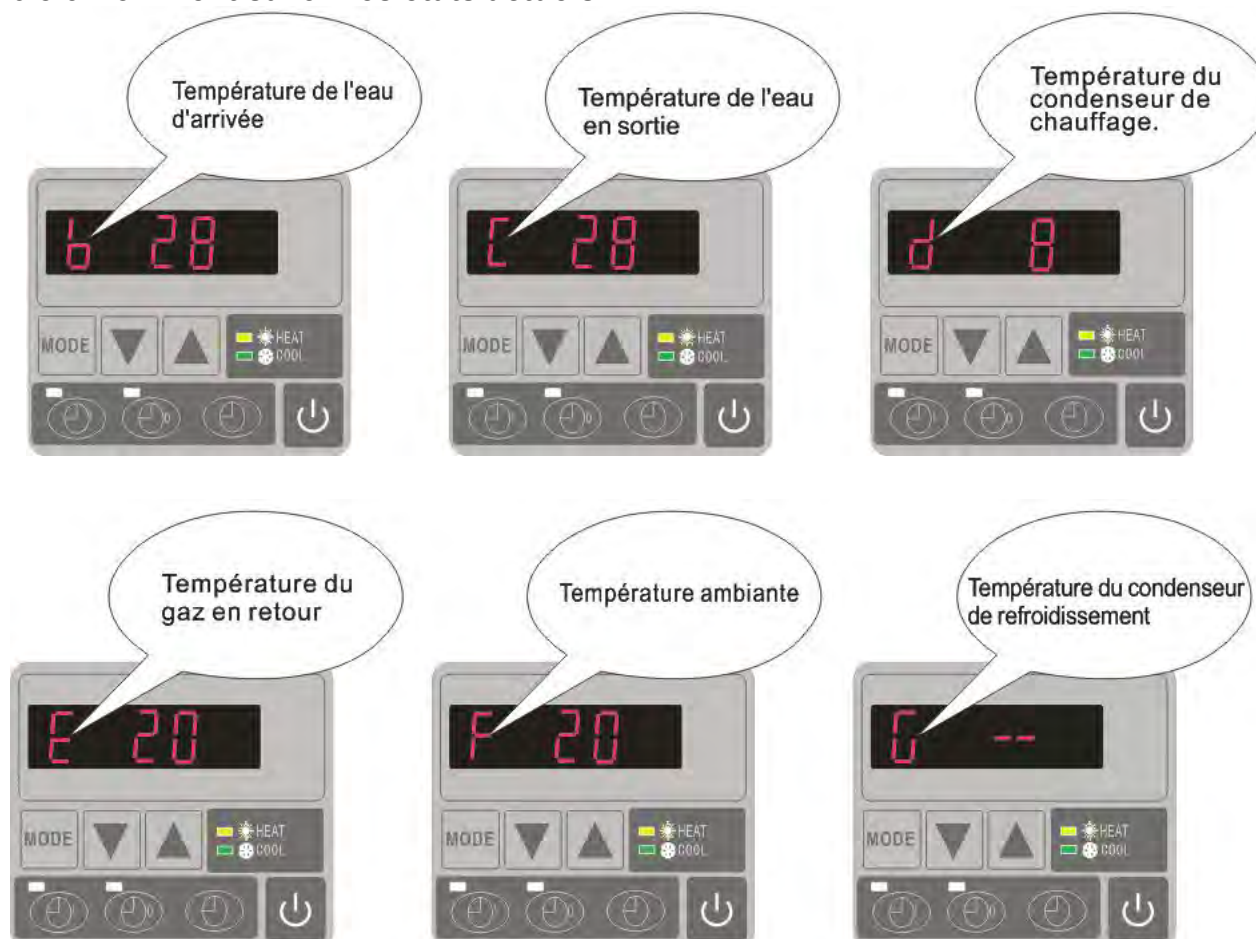 Température de l'eau
d'arrivée
Température de l'eau
en sortie
Température du
condenseur de
chauffage.
b 28
C 28
d 8
MODE
HEAT
COOL
MODE
HEAT
COOL
MODE
HEAT
COOL
Température du
gaz en retour
Température ambiante
Température du condenseur
de refroidissement
E 20
F 20
G --
MODE
HEAT
COOL
MODE
HEAT
COOL
MODE
HEAT
COOL